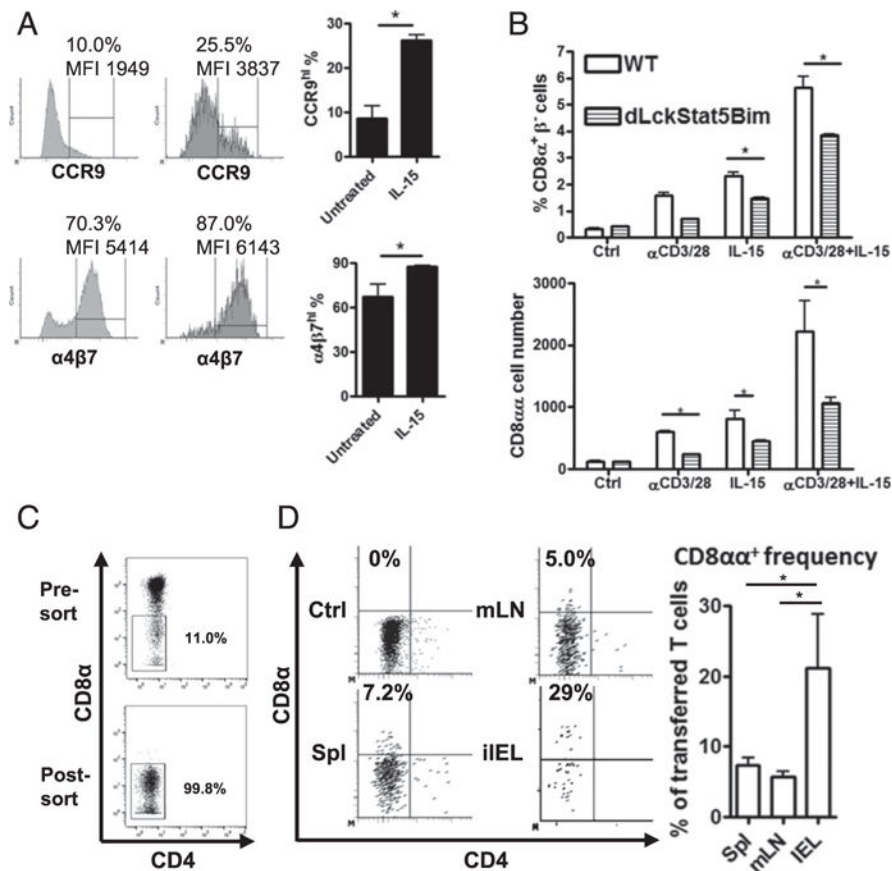 A
10.0%
MFI 1949
25.5%
MFI 3837
Count
Count
CCR9
CCR9
70.3%
MFI 5414
87.0%
MFI 6143
Count
Count
α4β7
α4β7
CCR9hi %
30
20
10
0
Untreated
IL-15
*
α4β7hi %
90
60
30
0
Untreated
IL-15
*
B
WT
dLckStat5Bim
% CD8α+ β- cells
6
5
4
3
2
1
0
*
*
Ctrl
αCD3/28
IL-15
αCD3/28+IL-15
CD8αα cell number
3000
2000
1000
0
*
*
*
Ctrl
αCD3/28
IL-15
αCD3/28+IL-15
C
CD8α
Pre-
sort
11.0%
Post-
sort
99.8%
CD4
D
CD8α
0%
Ctrl
5.0%
mLN
7.2%
Spl
29%
iIEL
M
M
M
M
CD4
CD8αα+ frequency
% of transferred T cells
30
20
10
0
*
*
Spl
mLN
IEL